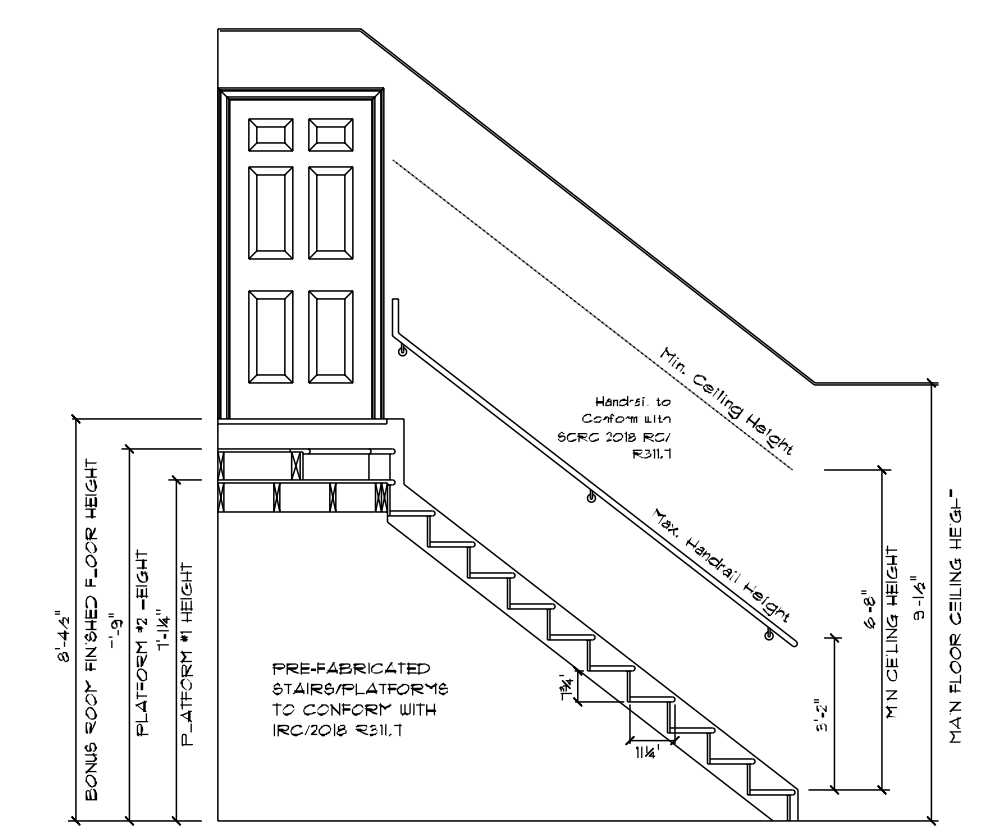 Min. Ceiling Height
Handrail to
Conform with
SCRC 2018 RC/
R311.7
Max. Handrail Height
8'-4½"
BONUS ROOM FINISHED FLOOR HEIGHT
PLATFORM #2 HEIGHT
7'-1¼"
PLATFORM #1 HEIGHT
PRE-FABRICATED
STAIRS/PLATFORMS
TO CONFORM WITH
IRC/2018 R311.7
7¾"
11¼"
3'-2"
6'-8"
MIN CEILING HEIGHT
9'-1½"
MAIN FLOOR CEILING HEIGHT